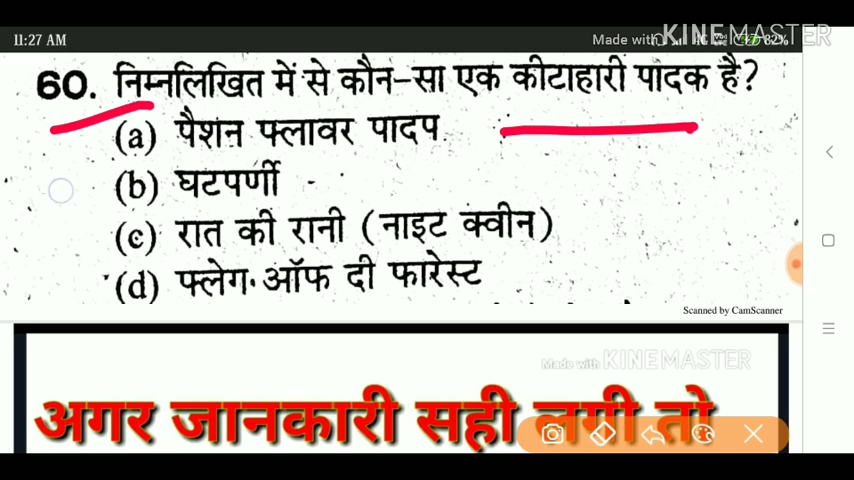 11:27 AM
Made with KINEMASTER 82%
60. निम्नलिखित में से कौन-सा एक कीटाहारी पादक है?
(a) पैशन फ्लावर पादप
(b) घटपर्णी
(c) रात की रानी (नाइट क्वीन)
(d) फ्लेग ऑफ दी फारेस्ट
Scanned by CamScanner
Made with KINEMASTER
अगर जानकारी सही लगी तो